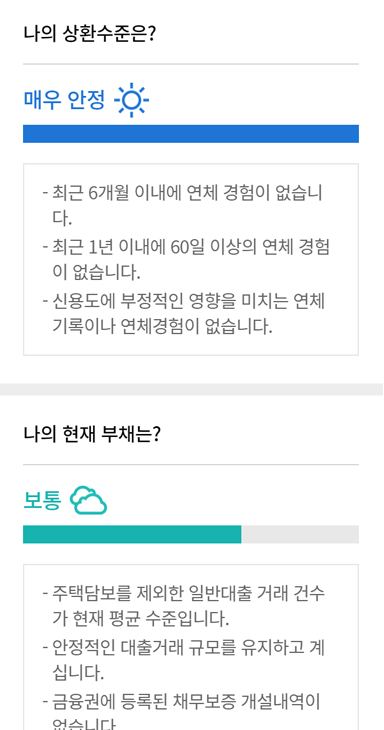 나의 상환수준은?
매우 안정
- 최근 6개월 이내에 연체 경험이 없습니
다.
- 최근 1년 이내에 60일 이상의 연체 경험
이 없습니다.
- 신용도에 부정적인 영향을 미치는 연체
기록이나 연체경험이 없습니다.
나의 현재 부채는?
보통
- 주택담보를 제외한 일반대출 거래 건수
가 현재 평균 수준입니다.
- 안정적인 대출거래 규모를 유지하고 계
십니다.
- 금융권에 등록된 채무보증 개설내역이
없습니다